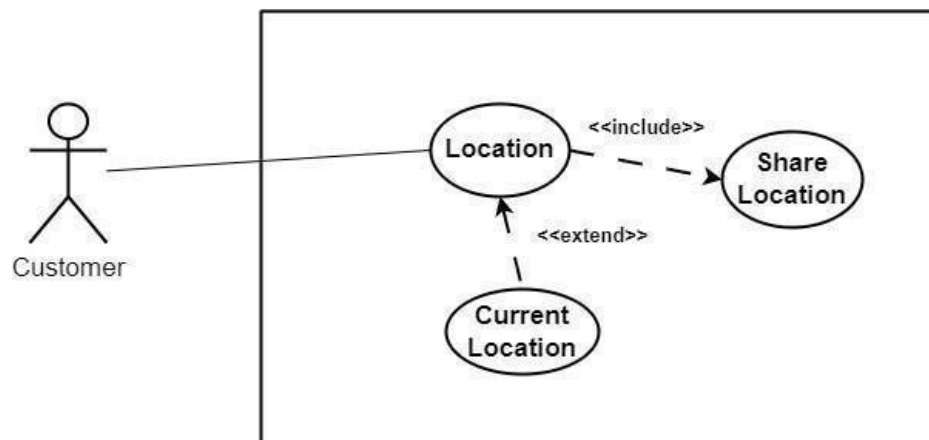 <<include>>
Location
Share
Location
<<extend>>
Customer
Current
Location